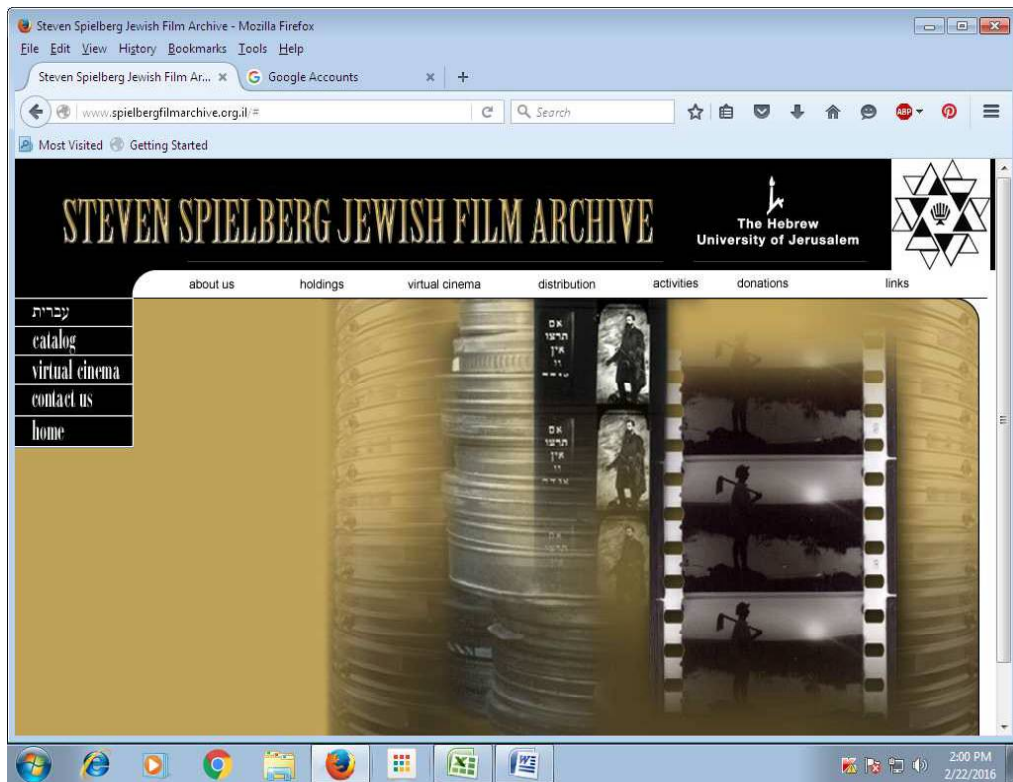 Steven Spielberg Jewish Film Archive - Mozilla Firefox
File Edit View History Bookmarks Tools Help
Steven Spielberg Jewish Film Ar... Google Accounts
www.spielbergfilmarchive.org.il/# Search ABP
Most Visited Getting Started
STEVEN SPIELBERG JEWISH FILM ARCHIVE
The Hebrew
University of Jerusalem
about us holdings virtual cinema distribution activities donations links
עברית
catalog
virtual cinema
contact us
home
אם
תרצו
אין
זו
אם
תרצו
אין
2:00 PM
2/22/2016